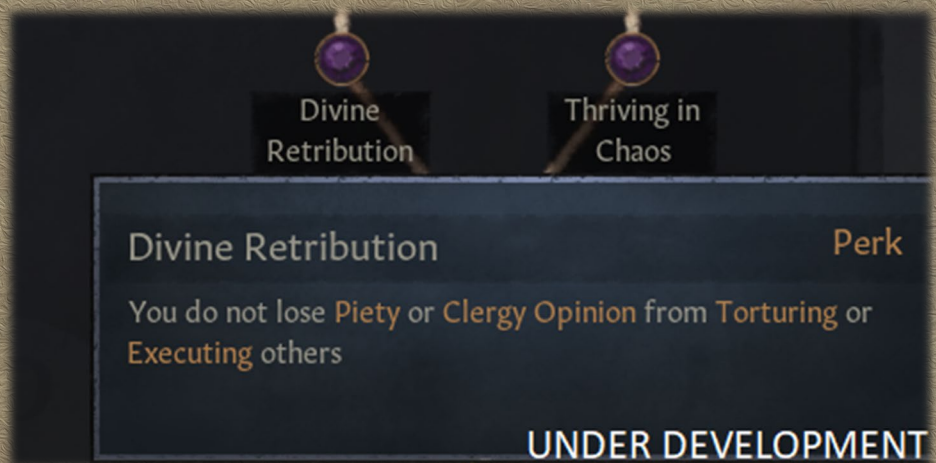 Divine
Retribution
Thriving in
Chaos
Divine Retribution
Perk
You do not lose Piety or Clergy Opinion from Torturing or
Executing others
UNDER DEVELOPMENT